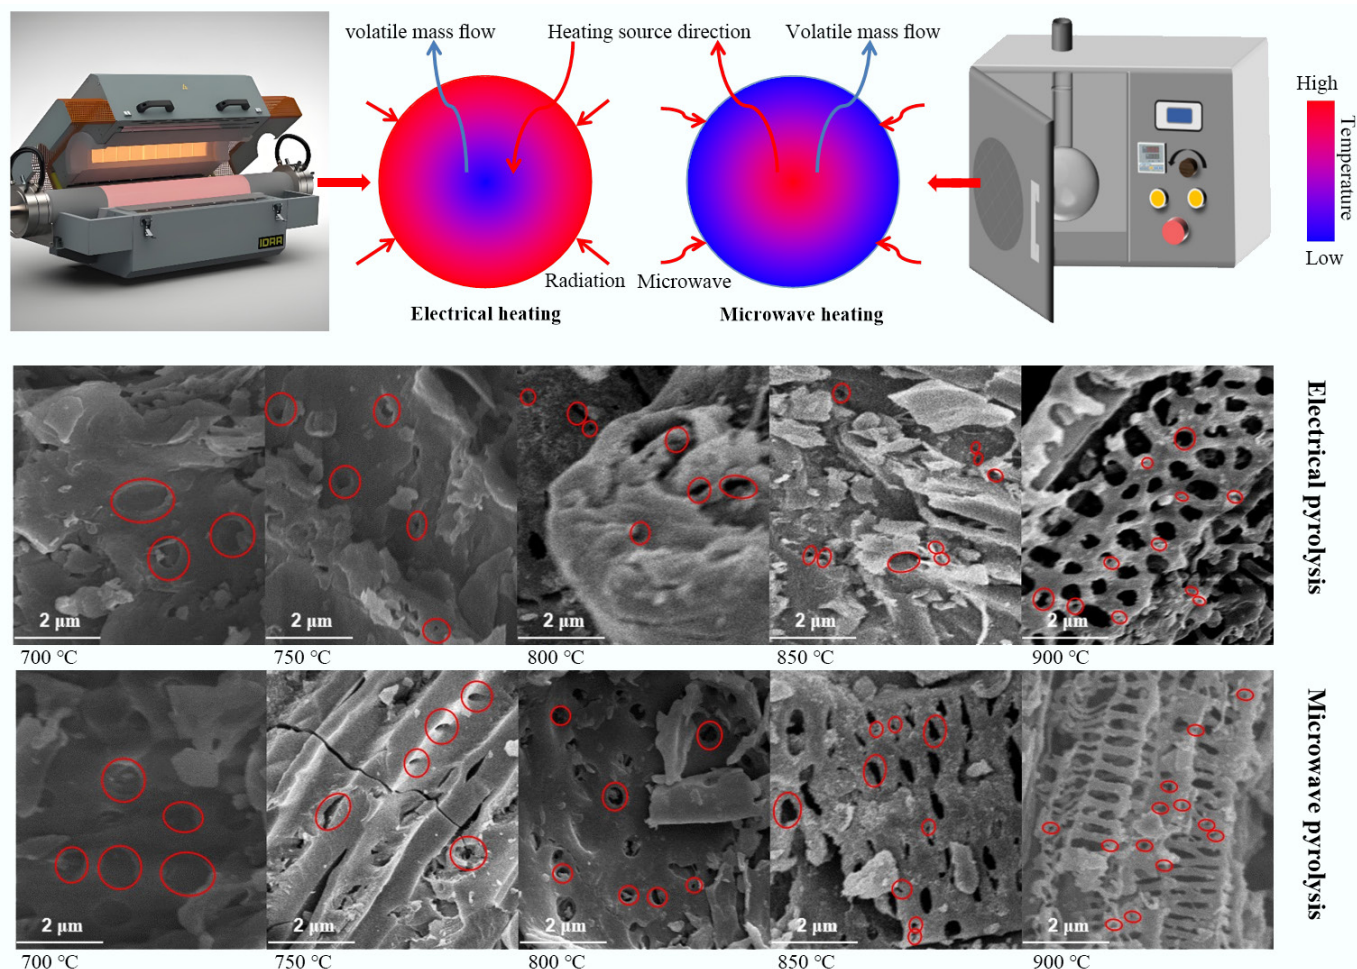 volatile mass flow
Heating source direction
Volatile mass flow
High
Temperature
Low
IDAA
Radiation
Microwave
Electrical heating
Microwave heating
2 μm
2 μm
2 μm
2 μm
2 μm
Electrical pyrolysis
700 °C
750 °C
800 °C
850 °C
900 °C
2 μm
2 μm
2 μm
2 μm
2 μm
Microwave pyrolysis
700 °C
750 °C
800 °C
850 °C
900 °C